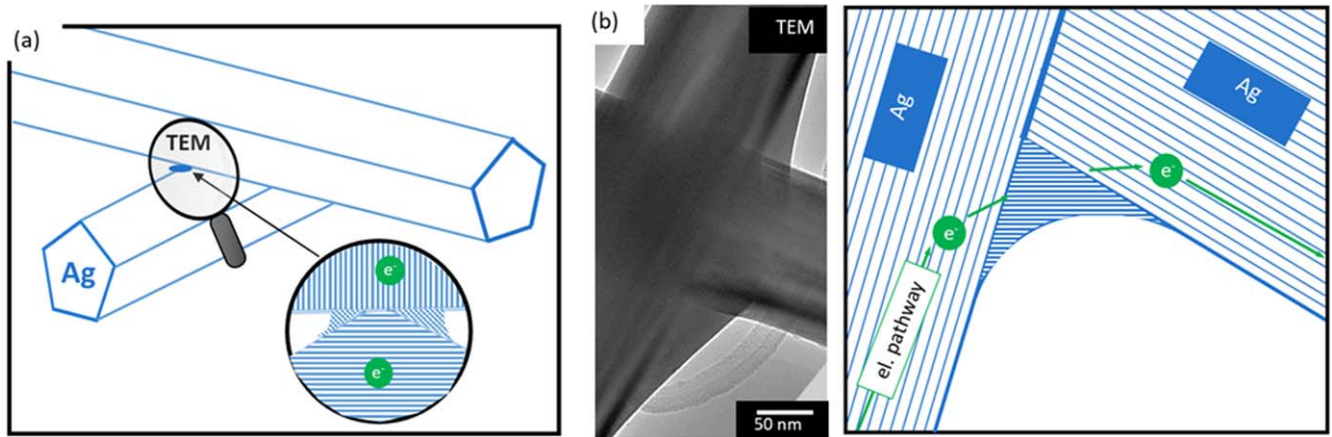 (a)
TEM
Ag
e⁻
e⁻
(b)
TEM
50 nm
Ag
Ag
e⁻
e⁻
el. pathway